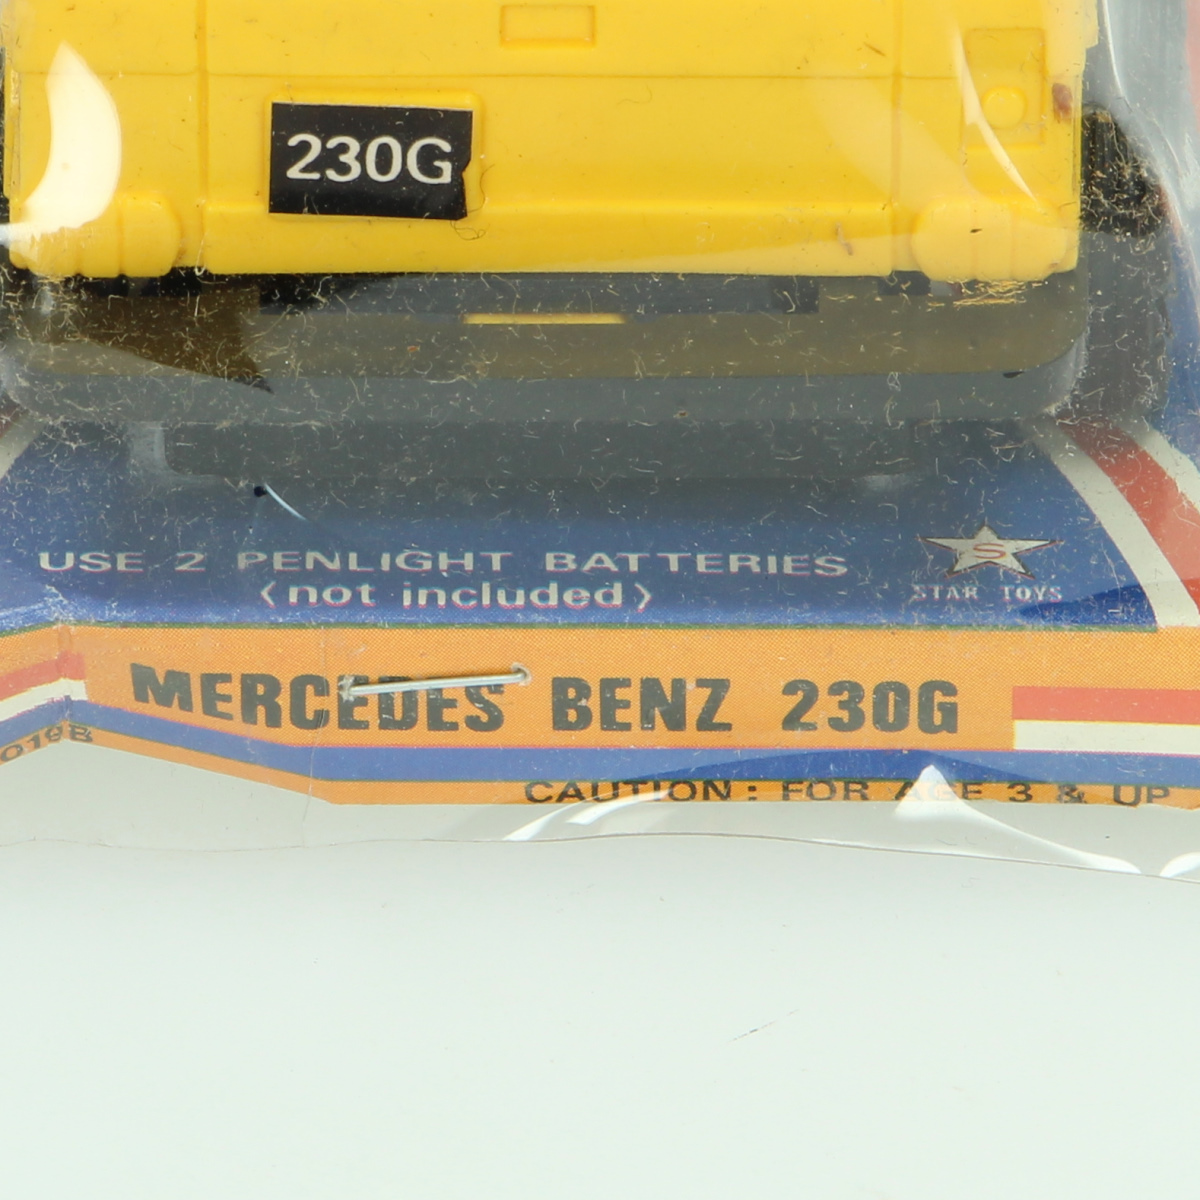 230G
USE 2 PENLIGHT BATTERIES
(not included)
S
STAR TOYS
MERCEDES BENZ 230G
CAUTION: FOR AGE 3 & UP